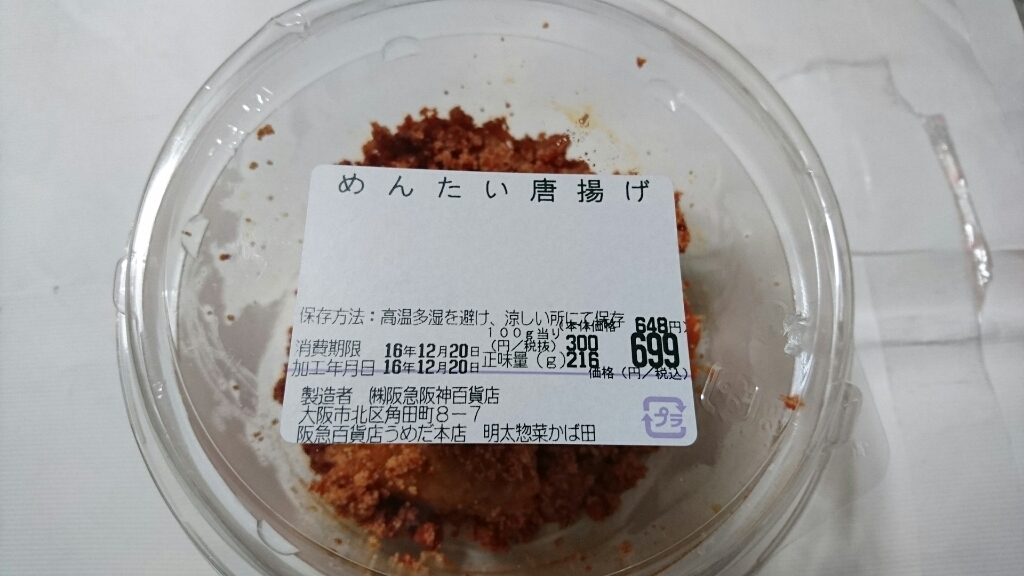 めんたい唐揚げ
保存方法：高温多湿を避け、涼しい所にて保存
100g当り(本体価格 648円)
消費期限 16年12月20日 (円/税抜) 300 699
加工年月日 16年12月20日 正味量(g) 216 価格(円/税込)
製造者 ㈱阪急阪神百貨店
大阪市北区角田町8-7
阪急百貨店うめだ本店 明太惣菜かば田
プラ